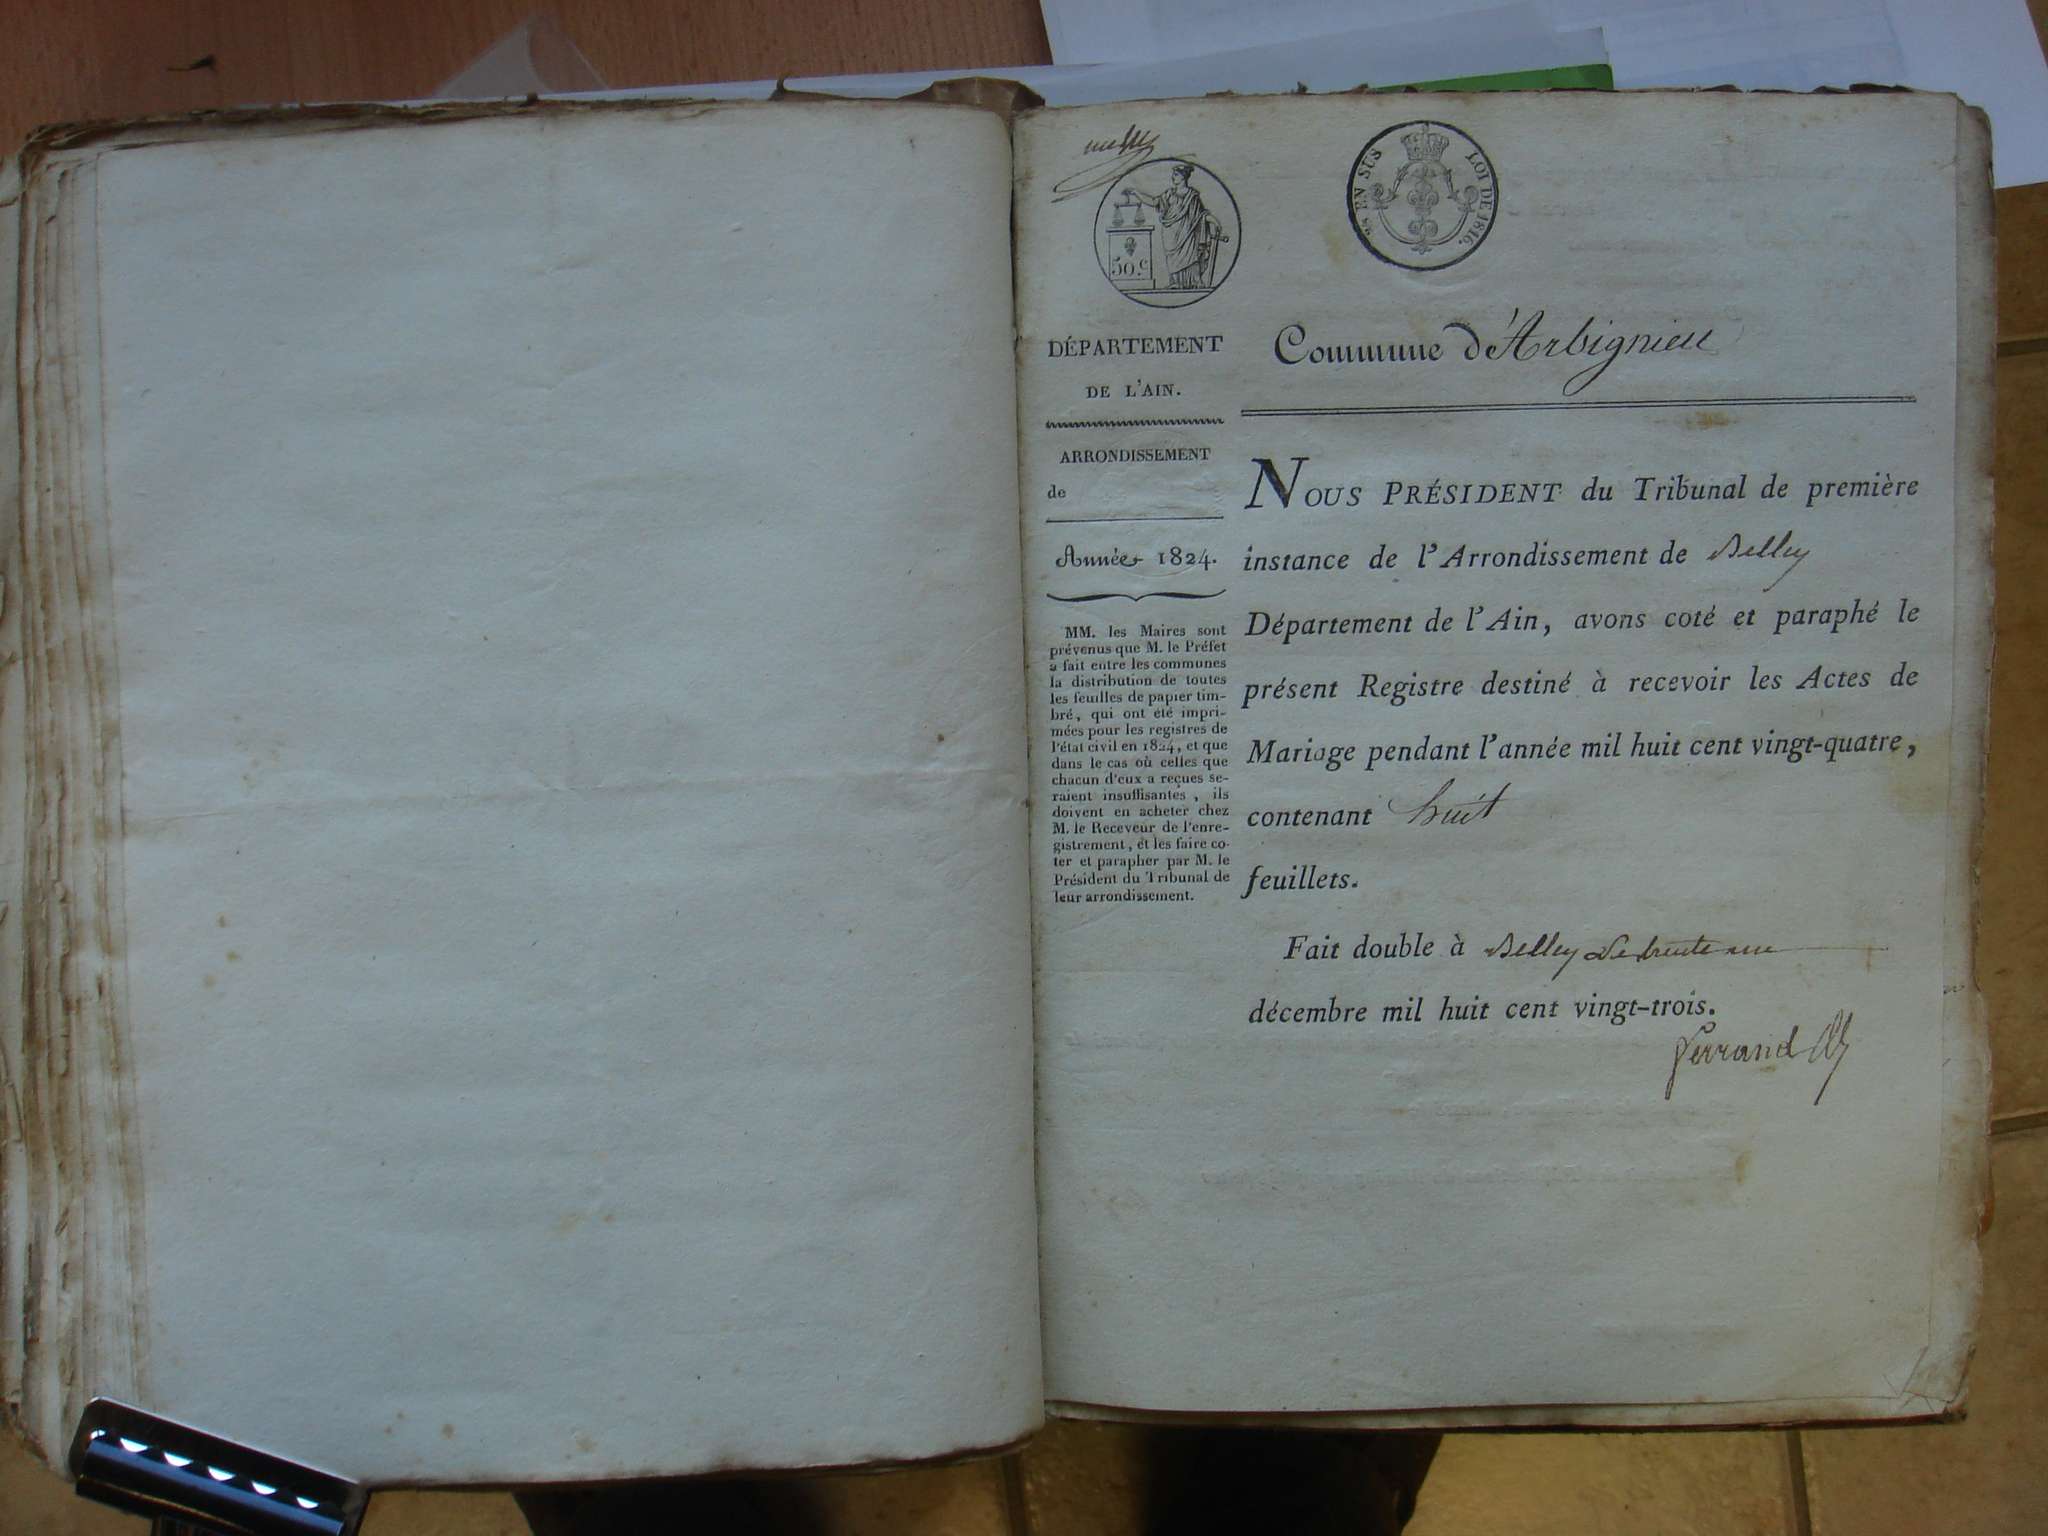 50.c
EN SUS
LOI DE 1816.
DÉPARTEMENT
DE L'AIN.
ARRONDISSEMENT
de
Année 1824.
MM. les Maires sont
prévenus que M. le Préfet
a fait entre les communes
la distribution de toutes
les feuilles de papier tim-
bré, qui ont été impri-
mées pour les registres de
l'état civil en 1824, et que
dans le cas où celles que
chacun d'eux a reçues se-
raient insuffisantes, ils
doivent en acheter chez
M. le Receveur de l'enre-
gistrement, et les faire co-
ter et parapher par M. le
Président du Tribunal de
leur arrondissement.
Commune d'Arbignieu
NOUS PRÉSIDENT du Tribunal de première
instance de l'Arrondissement de Belley
Département de l'Ain, avons coté et paraphé le
présent Registre destiné à recevoir les Actes de
Mariage pendant l'année mil huit cent vingt-quatre,
contenant huit
feuillets.
Fait double à Belley le trente un
décembre mil huit cent vingt-trois.
Ferrand